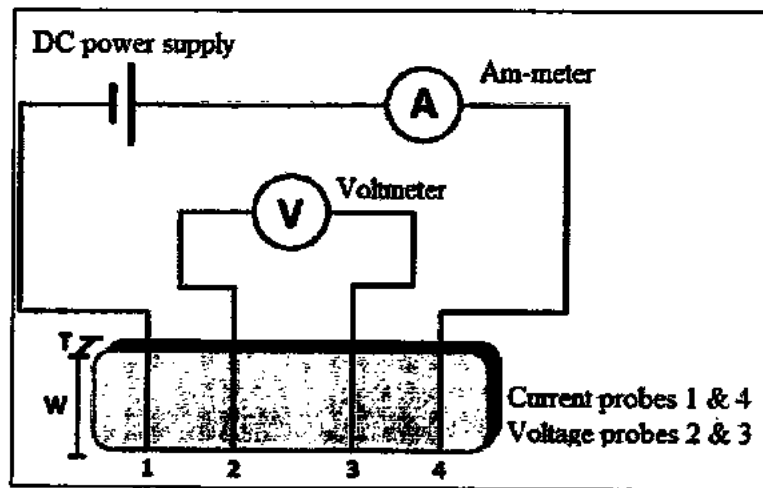 DC power supply
Am-meter
A
Voltmeter
V
T
W
Current probes 1 & 4
Voltage probes 2 & 3
1 2 3 4